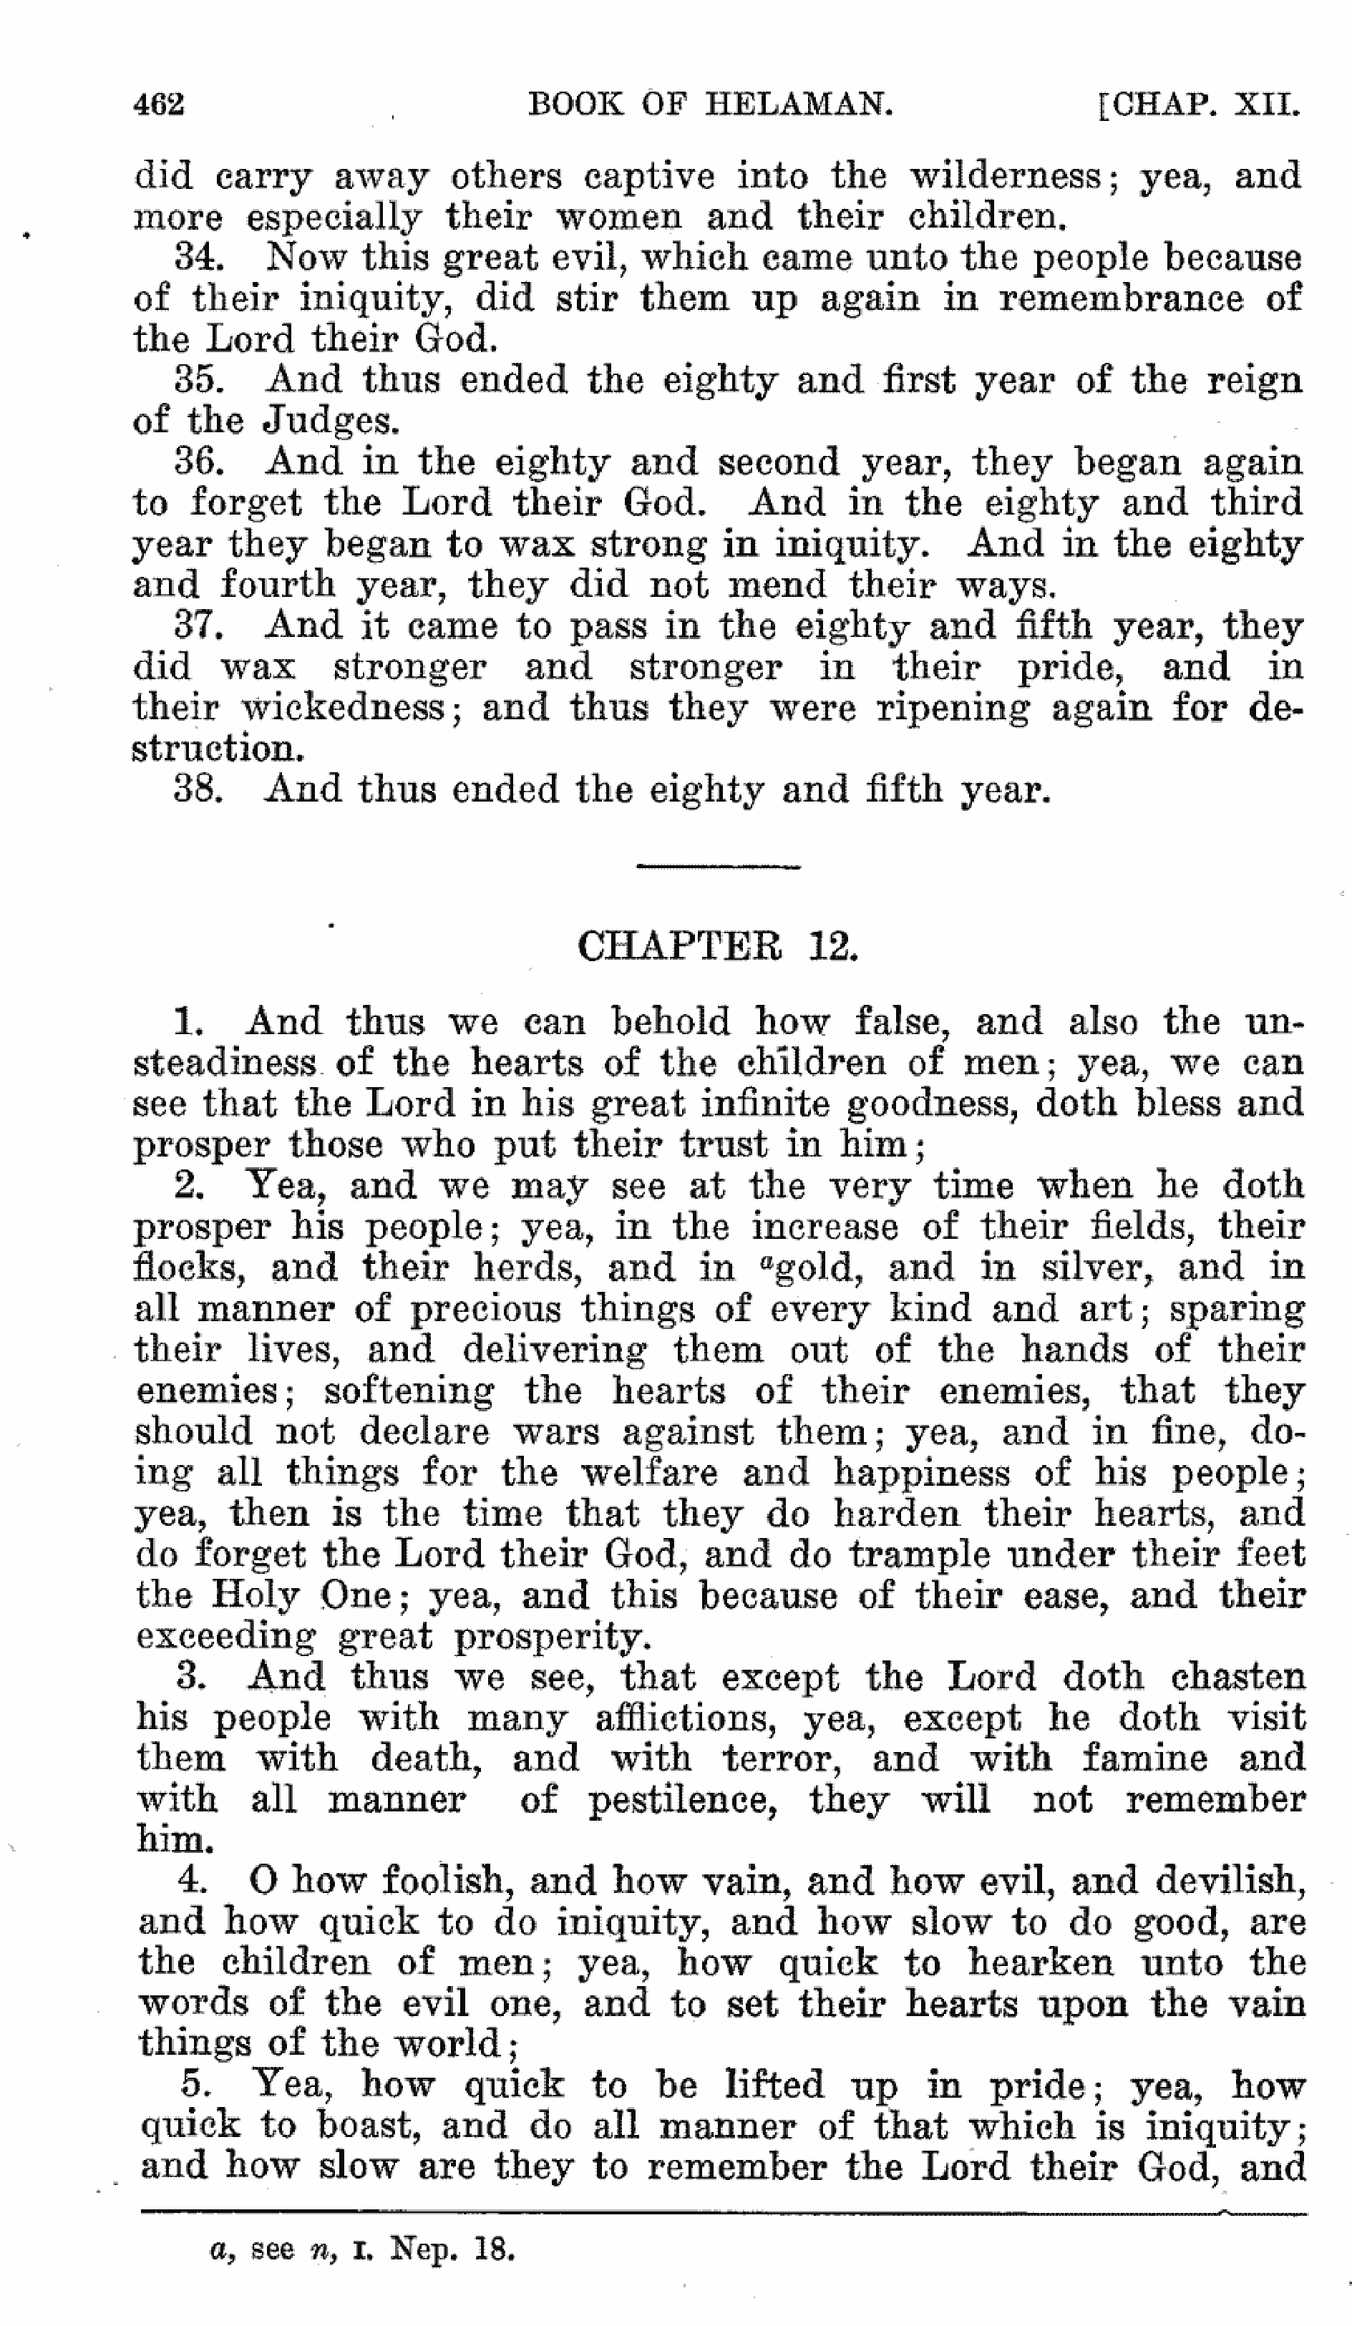 462 BOOK OF HELAMAN. [CHAP. XII.
did carry away others captive into the wilderness; yea, and
more especially their women and their children.
34. Now this great evil, which came unto the people because
of their iniquity, did stir them up again in remembrance of
the Lord their God.
35. And thus ended the eighty and first year of the reign
of the Judges.
36. And in the eighty and second year, they began again
to forget the Lord their God. And in the eighty and third
year they began to wax strong in iniquity. And in the eighty
and fourth year, they did not mend their ways.
37. And it came to pass in the eighty and fifth year, they
did wax stronger and stronger in their pride, and in
their wickedness; and thus they were ripening again for de-
struction.
38. And thus ended the eighty and fifth year.
CHAPTER 12.
1. And thus we can behold how false, and also the un-
steadiness of the hearts of the children of men; yea, we can
see that the Lord in his great infinite goodness, doth bless and
prosper those who put their trust in him;
2. Yea, and we may see at the very time when he doth
prosper his people; yea, in the increase of their fields, their
flocks, and their herds, and in ᵃgold, and in silver, and in
all manner of precious things of every kind and art; sparing
their lives, and delivering them out of the hands of their
enemies; softening the hearts of their enemies, that they
should not declare wars against them; yea, and in fine, do-
ing all things for the welfare and happiness of his people;
yea, then is the time that they do harden their hearts, and
do forget the Lord their God, and do trample under their feet
the Holy One; yea, and this because of their ease, and their
exceeding great prosperity.
3. And thus we see, that except the Lord doth chasten
his people with many afflictions, yea, except he doth visit
them with death, and with terror, and with famine and
with all manner of pestilence, they will not remember
him.
4. O how foolish, and how vain, and how evil, and devilish,
and how quick to do iniquity, and how slow to do good, are
the children of men; yea, how quick to hearken unto the
words of the evil one, and to set their hearts upon the vain
things of the world;
5. Yea, how quick to be lifted up in pride; yea, how
quick to boast, and do all manner of that which is iniquity;
and how slow are they to remember the Lord their God, and
a, see n, I. Nep. 18.